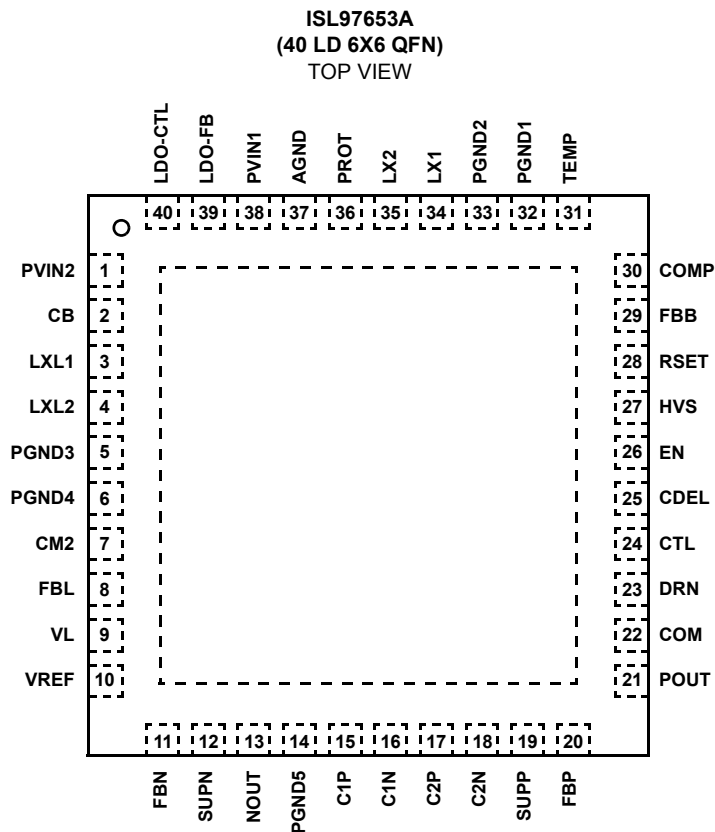 ISL97653A
(40 LD 6X6 QFN)
TOP VIEW
LDO-CTL
LDO-FB
PVIN1
AGND
PROT
LX2
LX1
PGND2
PGND1
TEMP
40 39 38 37 36 35 34 33 32 31
PVIN2 1 30 COMP
CB 2 29 FBB
LXL1 3 28 RSET
LXL2 4 27 HVS
PGND3 5 26 EN
PGND4 6 25 CDEL
CM2 7 24 CTL
FBL 8 23 DRN
VL 9 22 COM
VREF 10 21 POUT
11 12 13 14 15 16 17 18 19 20
FBN
SUPN
NOUT
PGND5
C1P
C1N
C2P
C2N
SUPP
FBP